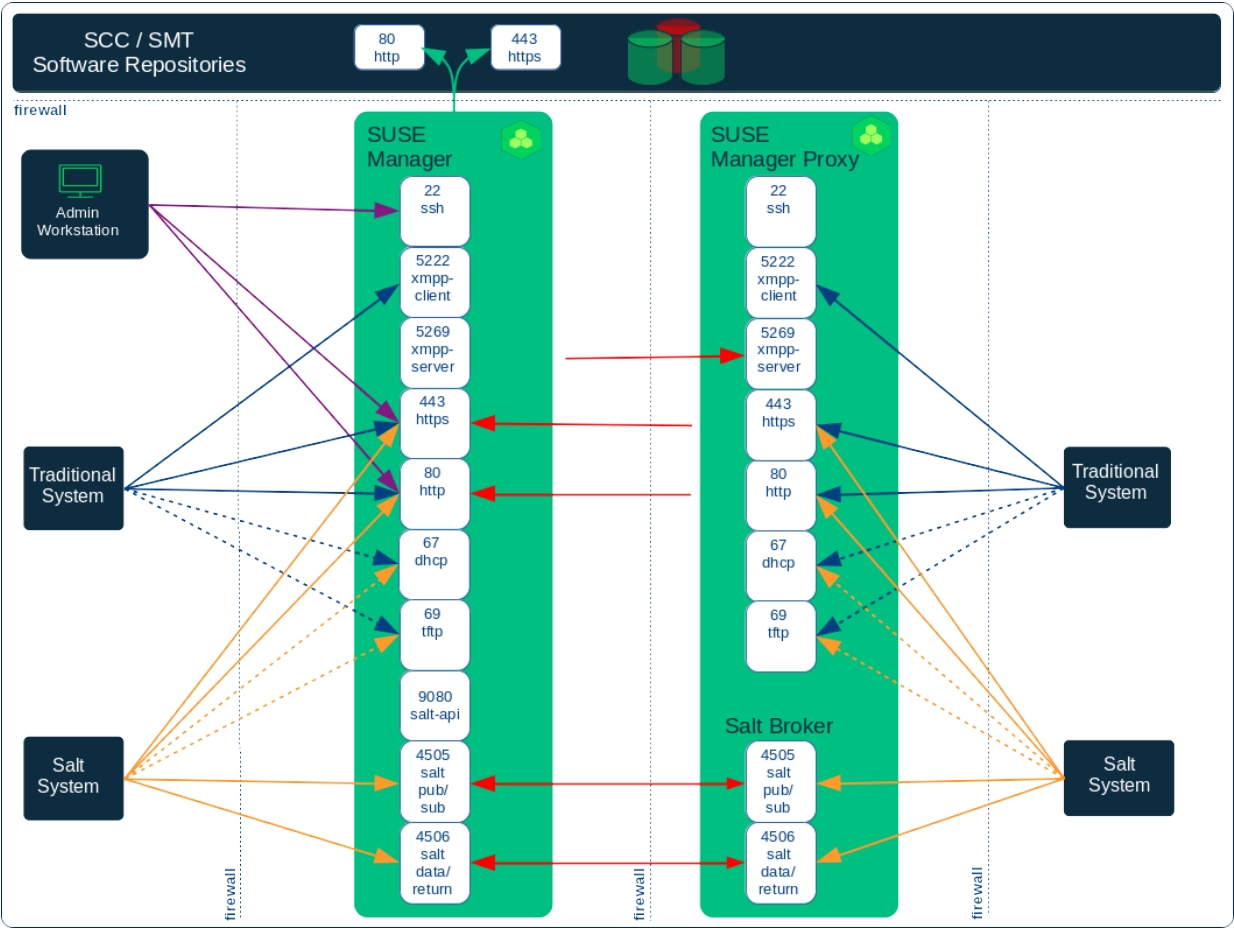 SCC / SMT
Software Repositories
80
http
443
https
firewall
Admin
Workstation
Traditional
System
Salt
System
firewall
SUSE
Manager
22
ssh
5222
xmpp-
client
5269
xmpp-
server
443
https
80
http
67
dhcp
69
tftp
9080
salt-api
4505
salt
pub/
sub
4506
salt
data/
return
firewall
SUSE
Manager Proxy
22
ssh
5222
xmpp-
client
5269
xmpp-
server
443
https
80
http
67
dhcp
69
tftp
Salt Broker
4505
salt
pub/
sub
4506
salt
data/
return
firewall
Traditional
System
Salt
System